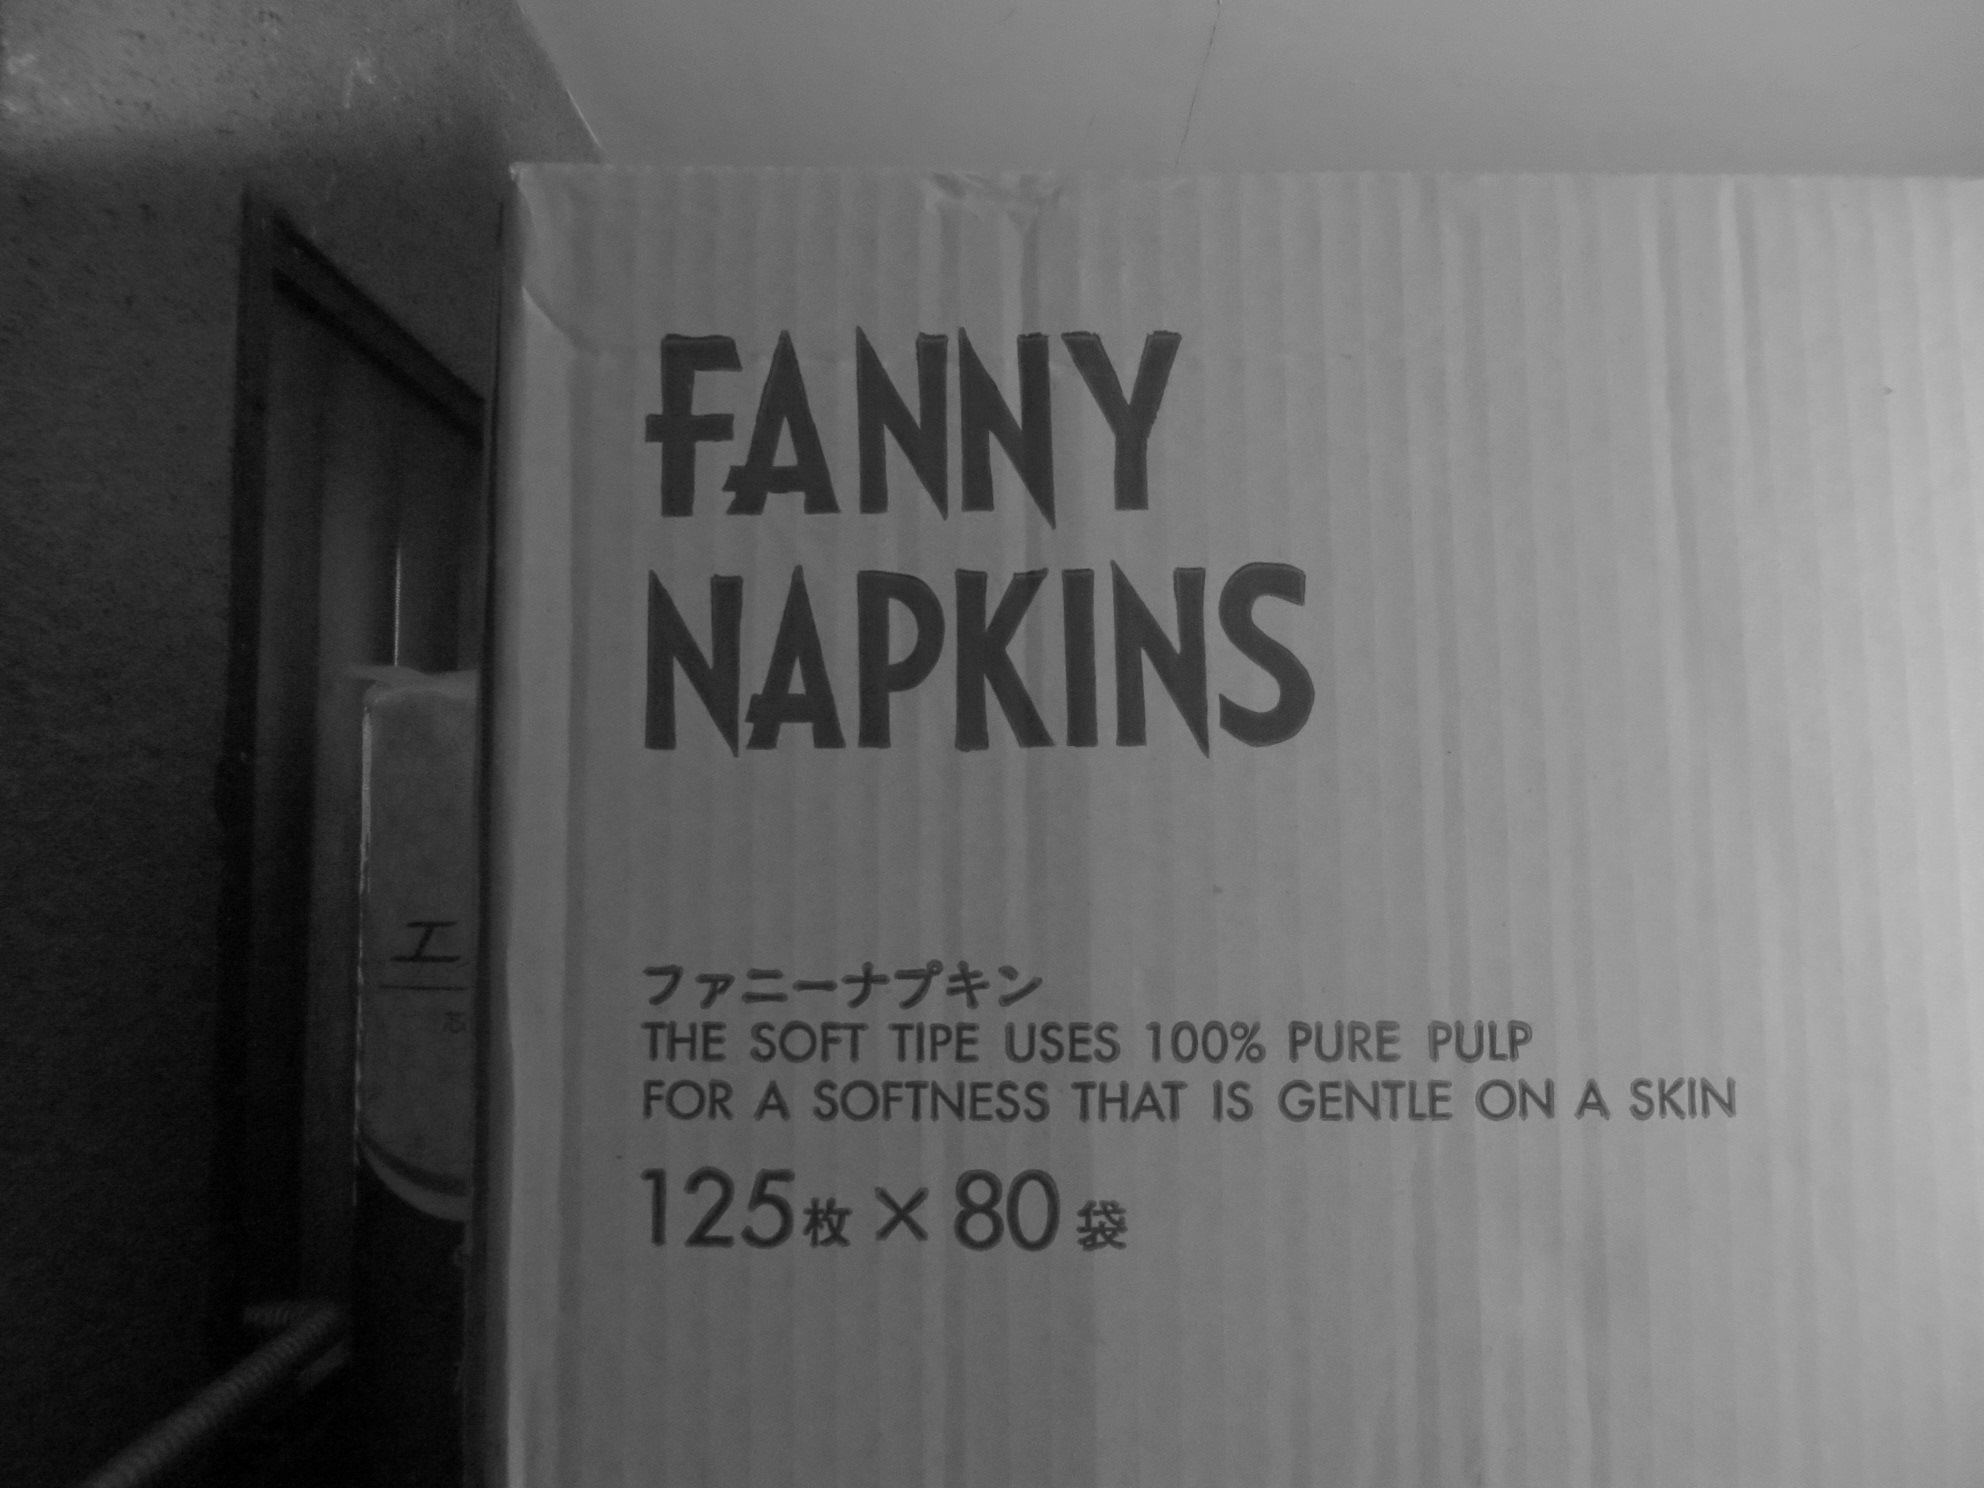 FANNY
NAPKINS
ファニーナプキン
THE SOFT TIPE USES 100% PURE PULP
FOR A SOFTNESS THAT IS GENTLE ON A SKIN
125枚×80袋
エ